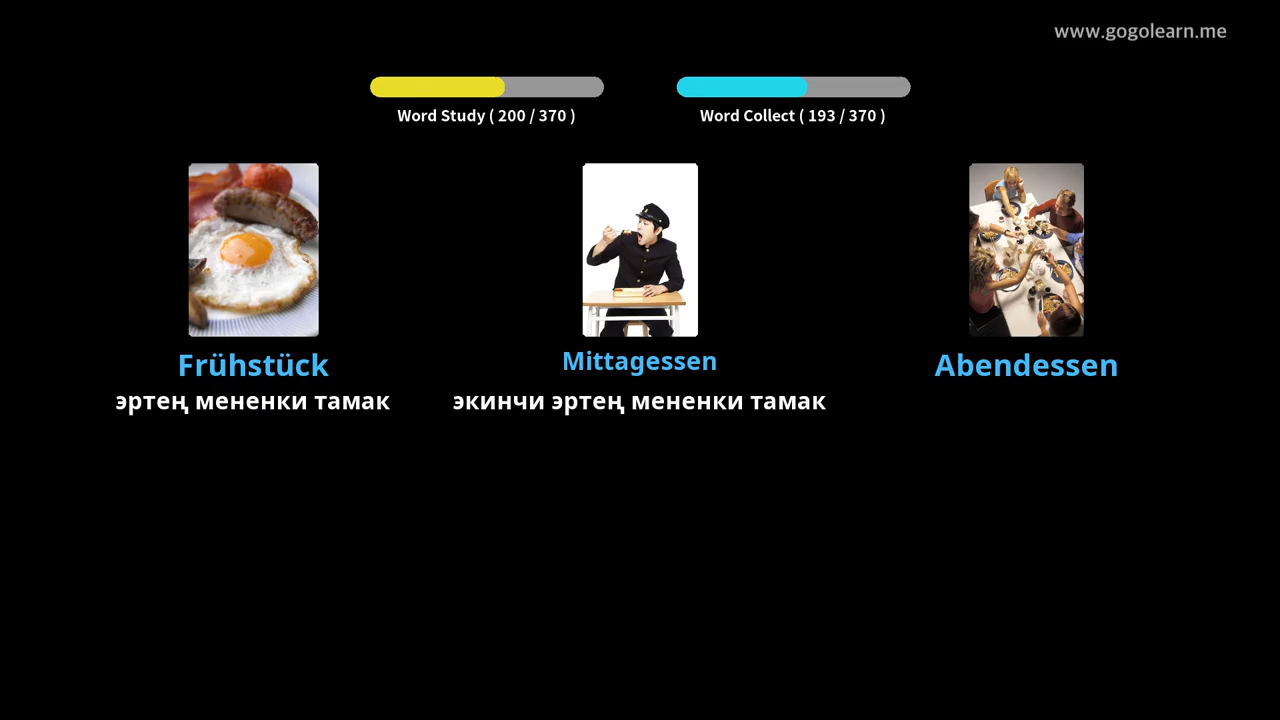 www.gogolearn.me
Word Study ( 200 / 370 )
Word Collect ( 193 / 370 )
Frühstück
эртең мененки тамак
Mittagessen
экинчи эртең мененки тамак
Abendessen